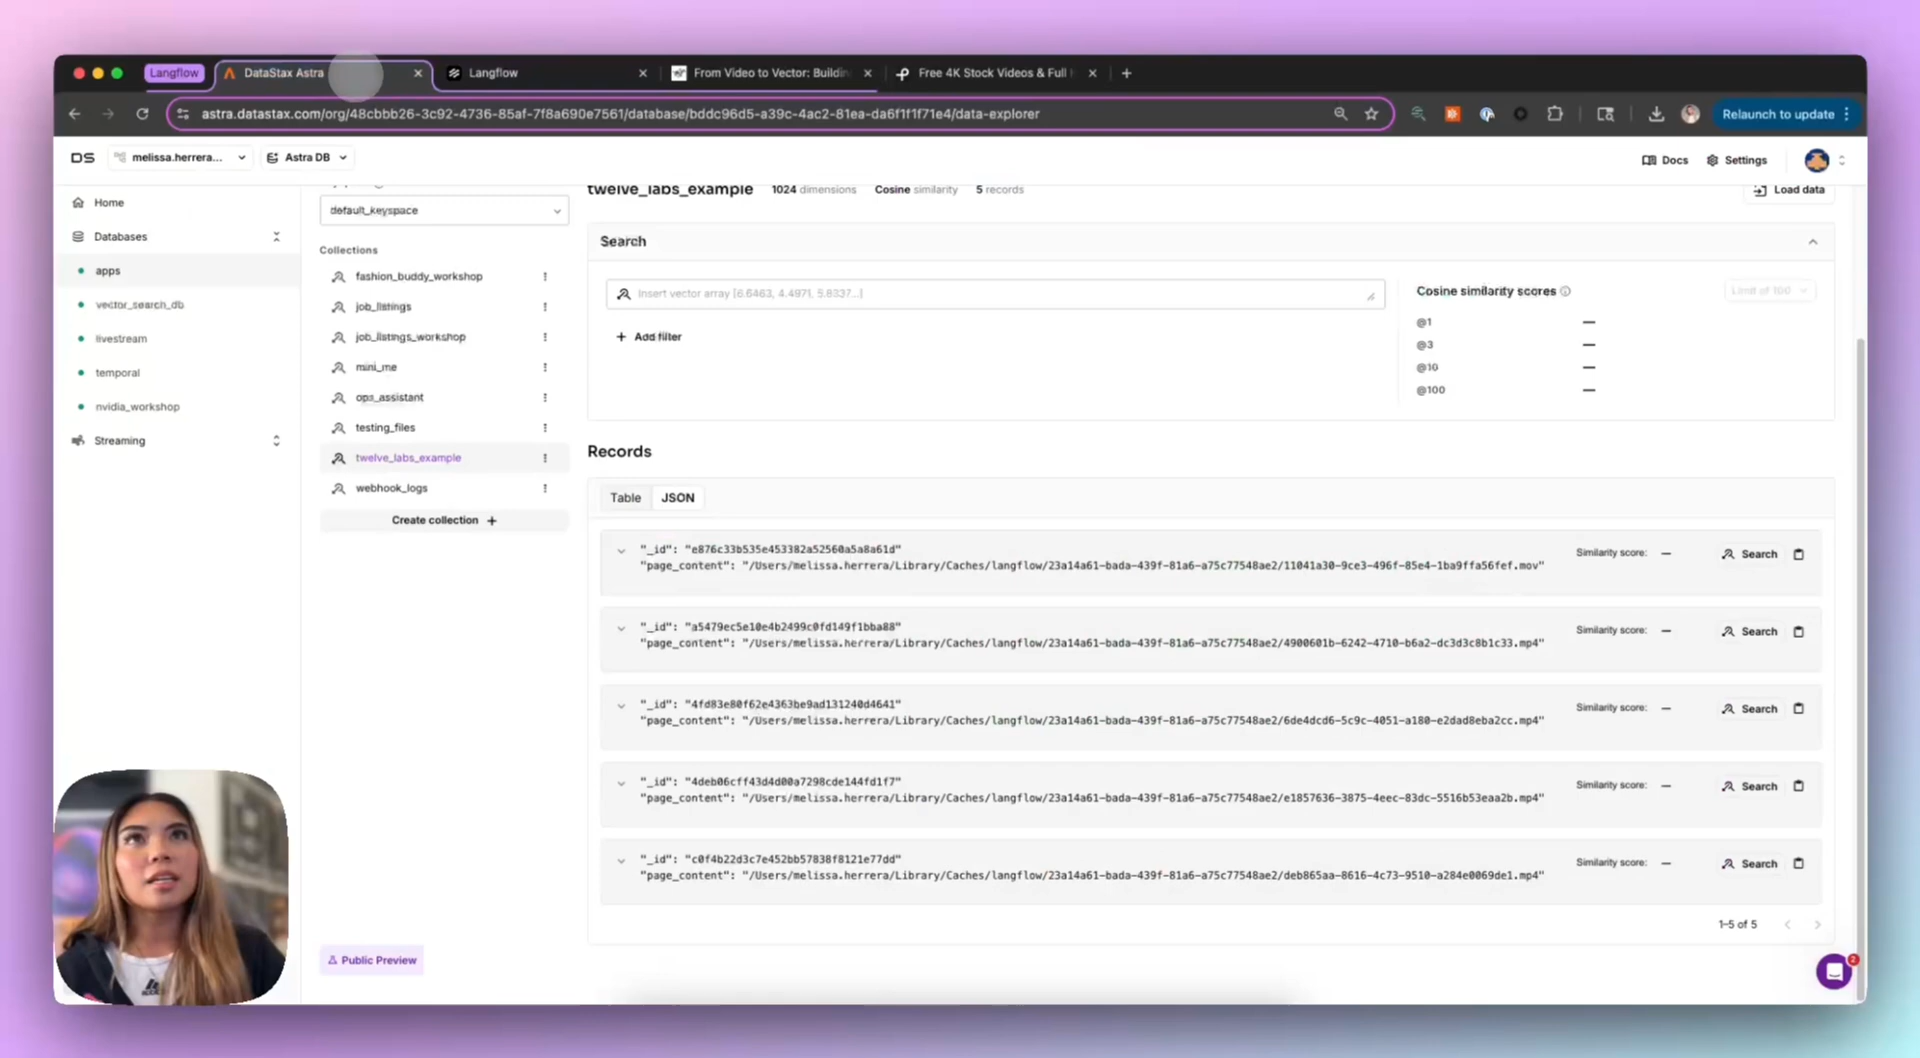 Langflow
DataStax Astra
Langflow
From Video to Vector: Buildin
Free 4K Stock Videos & Full
astra.datastax.com/org/48cbbb26-3c92-4736-85af-7f8a690e7561/database/bddc96d5-a39c-4ac2-81ea-da6f1f1f71e4/data-explorer
Relaunch to update
DS
melissa.herrera...
Astra DB
Docs
Settings
Home
Databases
apps
vector_search_db
livestream
temporal
nvidia_workshop
Streaming
default_keyspace
Collections
fashion_buddy_workshop
job_listings
job_listings_workshop
mini_me
ops_assistant
testing_files
twelve_labs_example
webhook_logs
Create collection +
Public Preview
twelve_labs_example 1024 dimensions Cosine similarity 5 records
Load data
Search
Insert vector array [6.6463, 4.4971, 5.8337...]
+ Add filter
Cosine similarity scores
Limit of 100
@1 —
@3 —
@10 —
@100 —
Records
Table JSON
"_id": "e876c33b535e453382a52560a5a8a61d"
"page_content": "/Users/melissa.herrera/Library/Caches/langflow/23a14a61-bada-439f-81a6-a75c77548ae2/11041a30-9ce3-496f-85e4-1ba9ffa56fef.mov"
Similarity score: — Search
"_id": "a5479ec5e10e4b2499c0fd149f1bba88"
"page_content": "/Users/melissa.herrera/Library/Caches/langflow/23a14a61-bada-439f-81a6-a75c77548ae2/4900601b-6242-4710-b6a2-dc3d3c8b1c33.mp4"
Similarity score: — Search
"_id": "4fd83e80f62e4363be9ad131240d4641"
"page_content": "/Users/melissa.herrera/Library/Caches/langflow/23a14a61-bada-439f-81a6-a75c77548ae2/6de4dcd6-5c9c-4051-a180-e2dad8eba2cc.mp4"
Similarity score: — Search
"_id": "4deb06cff43d4d00a7298cde144fd1f7"
"page_content": "/Users/melissa.herrera/Library/Caches/langflow/23a14a61-bada-439f-81a6-a75c77548ae2/e1857636-3875-4eec-83dc-5516b53eaa2b.mp4"
Similarity score: — Search
"_id": "c0f4b22d3c7e452bb57838f8121e77dd"
"page_content": "/Users/melissa.herrera/Library/Caches/langflow/23a14a61-bada-439f-81a6-a75c77548ae2/deb865aa-8616-4c73-9510-a284e0069de1.mp4"
Similarity score: — Search
1–5 of 5
2